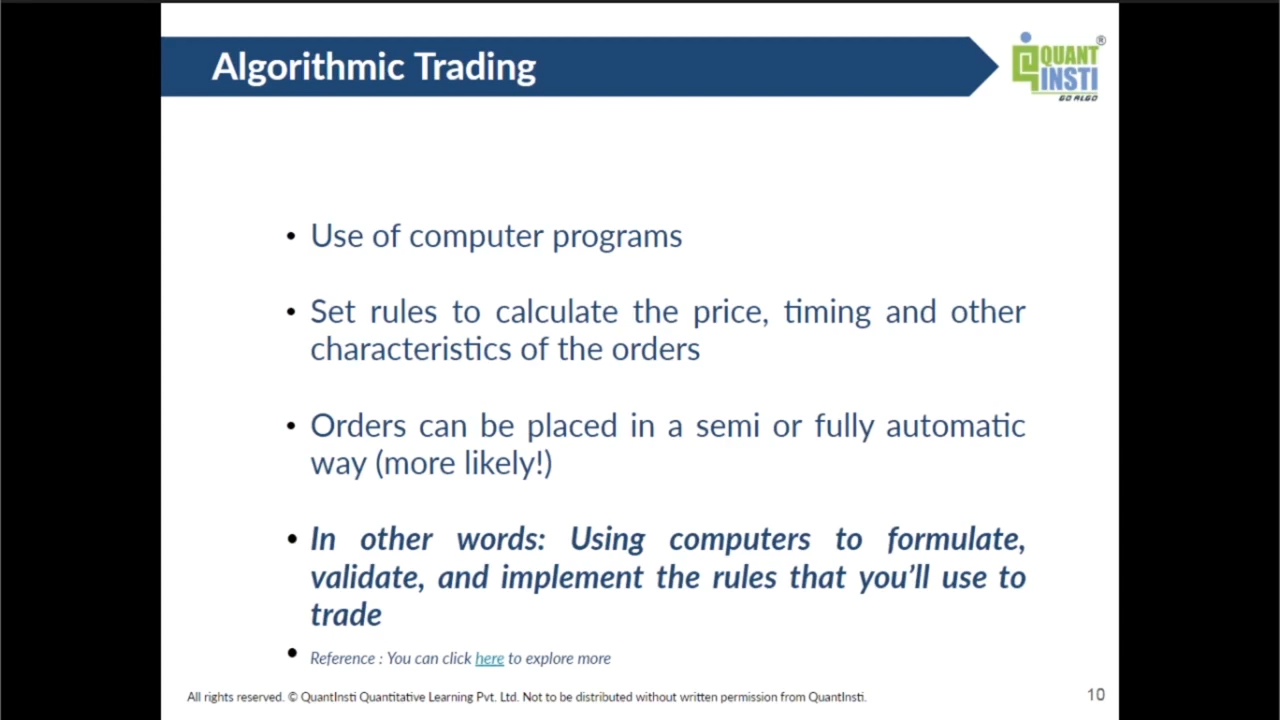 Algorithmic Trading
QUANT
INSTI
®
GO ALGO
• Use of computer programs
• Set rules to calculate the price, timing and other
characteristics of the orders
• Orders can be placed in a semi or fully automatic
way (more likely!)
• In other words: Using computers to formulate,
validate, and implement the rules that you’ll use to
trade
• Reference : You can click here to explore more
All rights reserved. © QuantInsti Quantitative Learning Pvt. Ltd. Not to be distributed without written permission from QuantInsti.
10